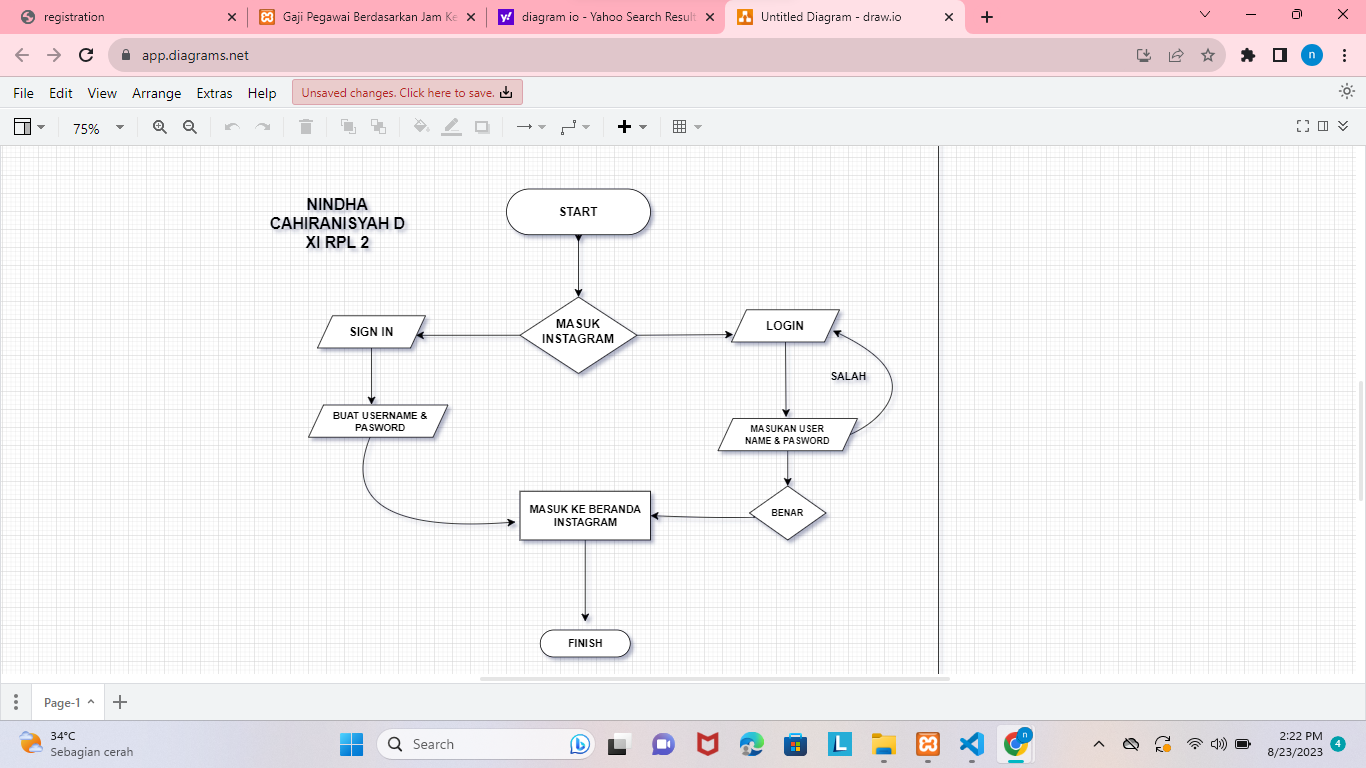 registration
Gaji Pegawai Berdasarkan Jam Ke
diagram io - Yahoo Search Result
Untitled Diagram - draw.io
app.diagrams.net
n
File Edit View Arrange Extras Help
Unsaved changes. Click here to save.
75%
NINDHA
CAHIRANISYAH D
XI RPL 2
START
MASUK
INSTAGRAM
SIGN IN
LOGIN
SALAH
BUAT USERNAME &
PASWORD
MASUKAN USER
NAME & PASWORD
MASUK KE BERANDA
INSTAGRAM
BENAR
FINISH
Page-1
34°C
Sebagian cerah
Search
L
n
2:22 PM
8/23/2023
4